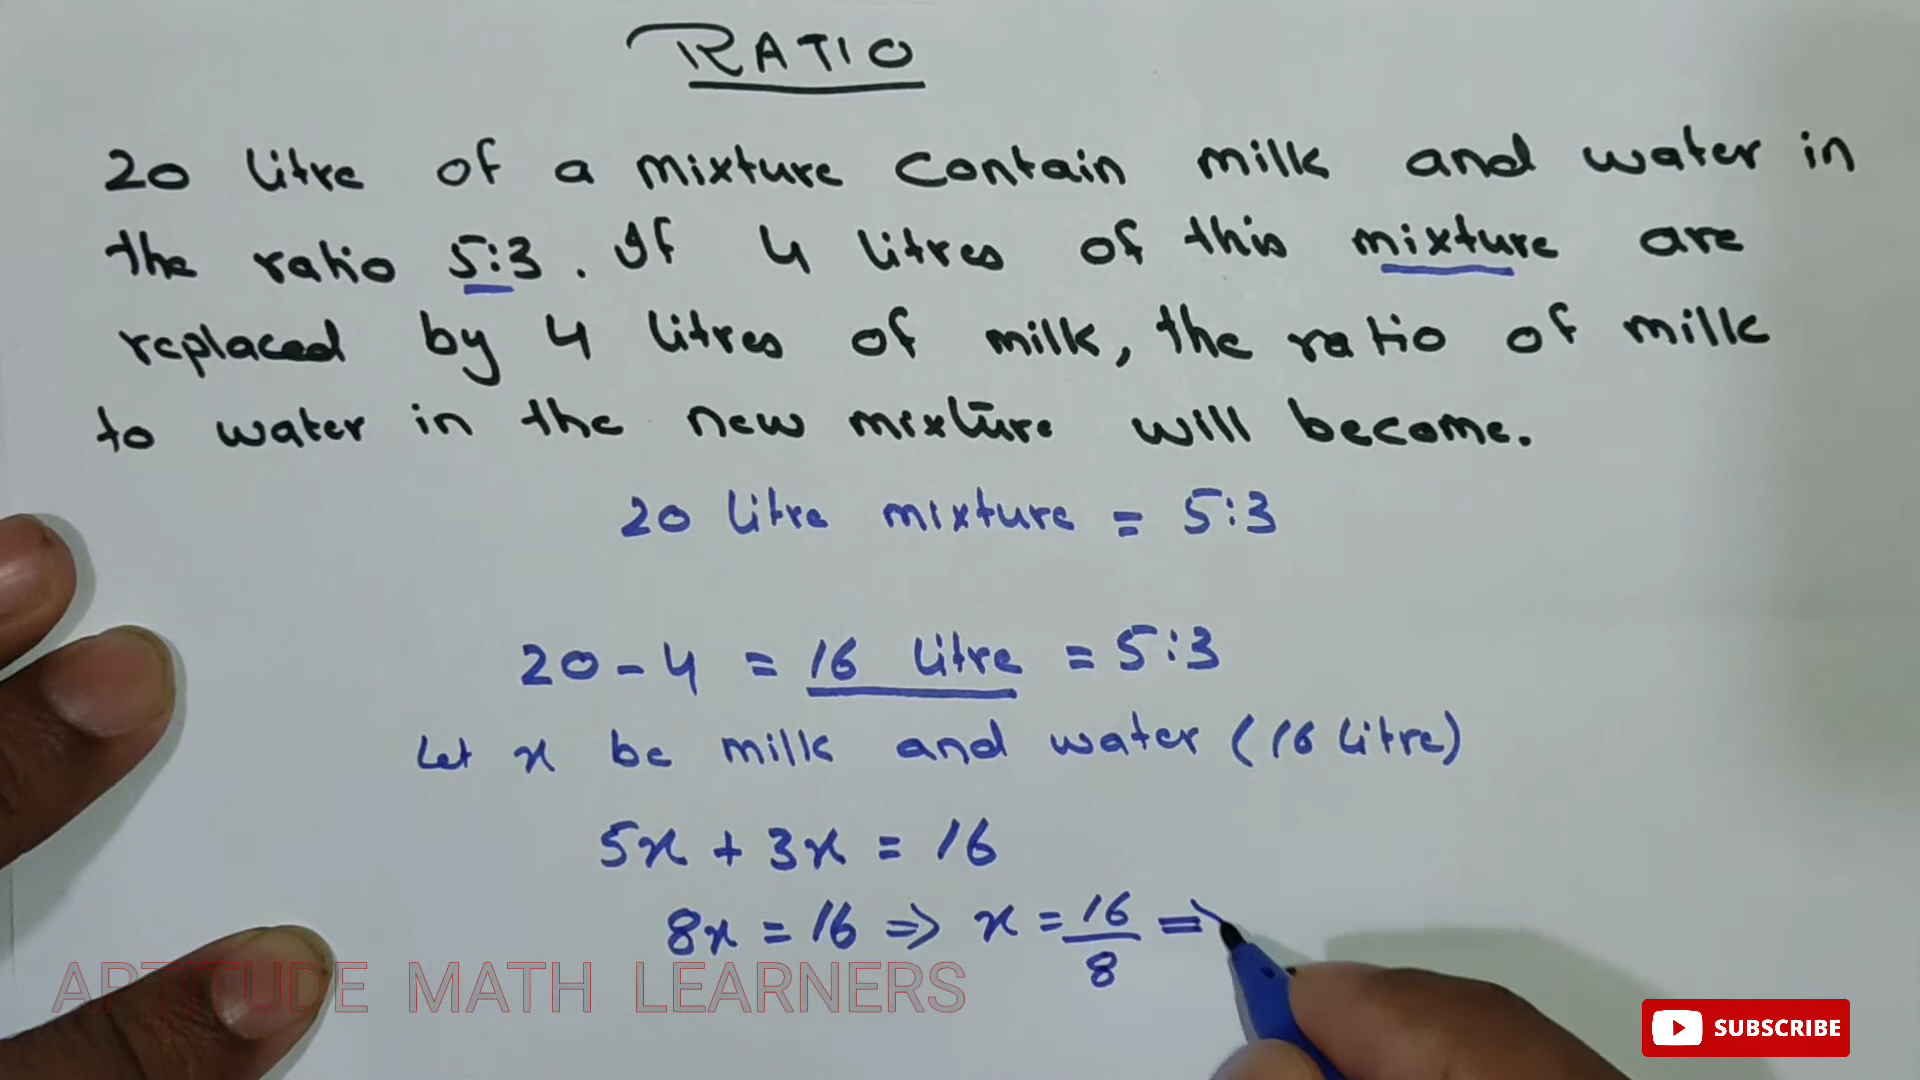 RATIO
20 litre of a mixture contain milk and water in
the ratio 5:3. If 4 litres of this mixture are
replaced by 4 litres of milk, the ratio of milk
to water in the new mixture will become.
20 litre mixture = 5:3
20-4 = 16 litre = 5:3
Let x be milk and water (16 litre)
5x + 3x = 16
8x = 16 ⇒ x = 16/8 ⇒
APTITUDE MATH LEARNERS
SUBSCRIBE